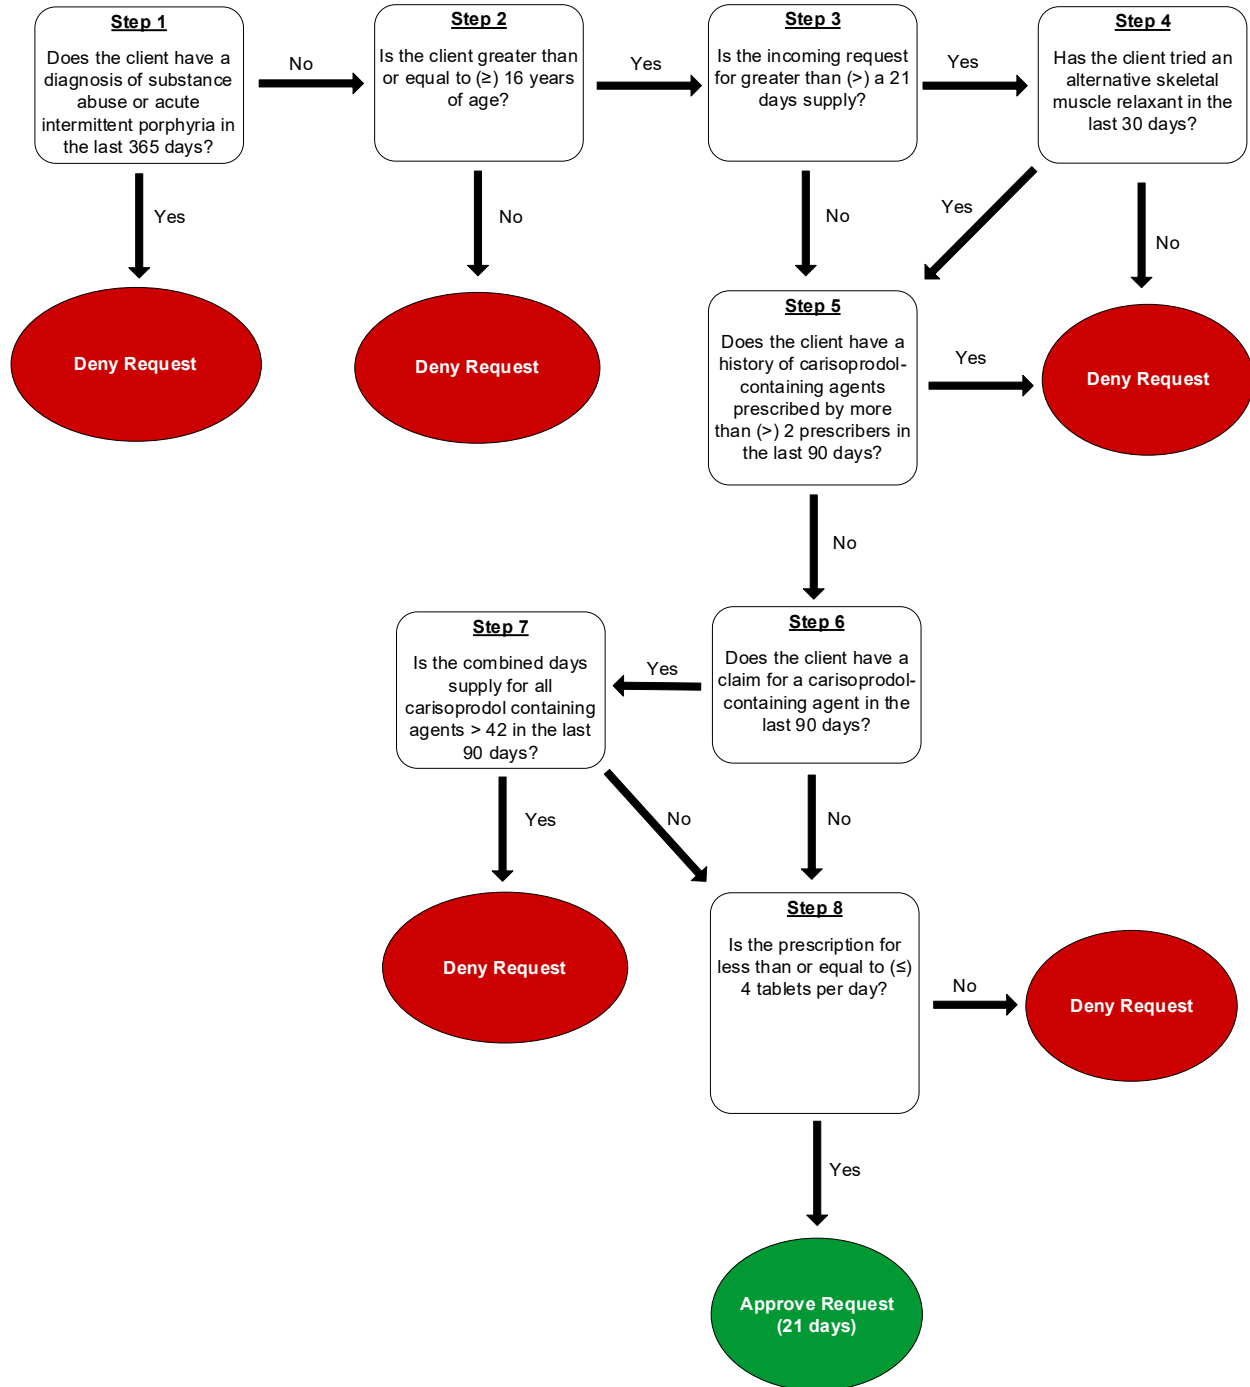 Step 1
Does the client have a
diagnosis of substance
abuse or acute
intermittent porphyria in
the last 365 days?
No
Yes
Deny Request
Step 2
Is the client greater than
or equal to (≥) 16 years
of age?
Yes
No
Deny Request
Step 3
Is the incoming request
for greater than (>) a 21
days supply?
Yes
No
Step 4
Has the client tried an
alternative skeletal
muscle relaxant in the
last 30 days?
Yes
No
Deny Request
Step 5
Does the client have a
history of carisoprodol-
containing agents
prescribed by more
than (>) 2 prescribers in
the last 90 days?
Yes
No
Step 6
Does the client have a
claim for a carisoprodol-
containing agent in the
last 90 days?
Yes
No
Step 7
Is the combined days
supply for all
carisoprodol containing
agents > 42 in the last
90 days?
Yes
No
Deny Request
Step 8
Is the prescription for
less than or equal to (≤)
4 tablets per day?
No
Deny Request
Yes
Approve Request
(21 days)